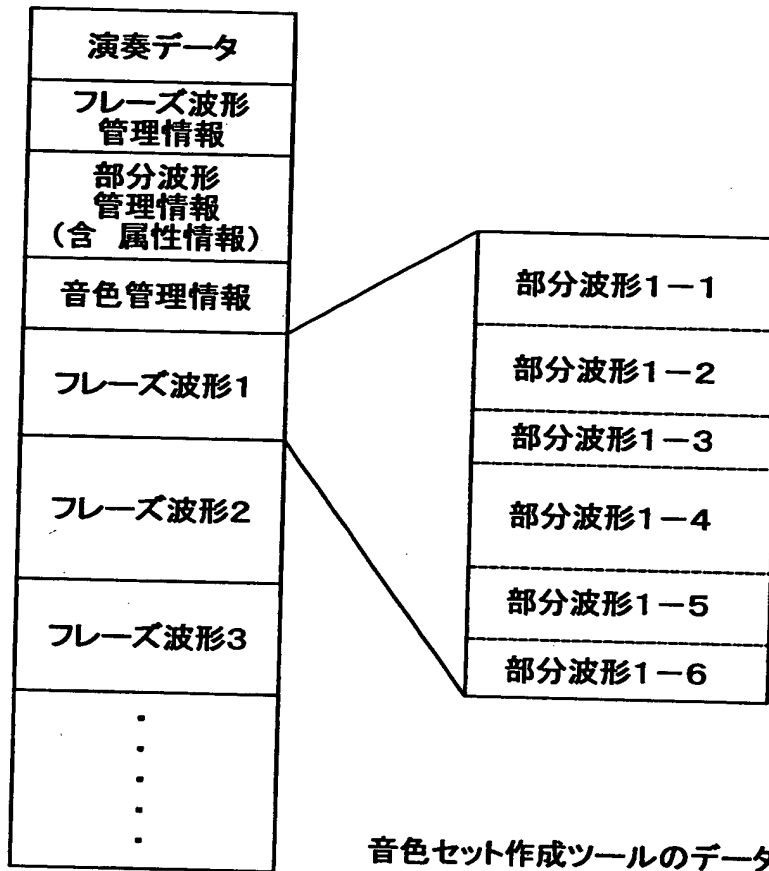 演奏データ
フレーズ波形
管理情報
部分波形
管理情報
(含 属性情報)
音色管理情報
フレーズ波形1
フレーズ波形2
フレーズ波形3
部分波形1−1
部分波形1−2
部分波形1−3
部分波形1−4
部分波形1−5
部分波形1−6
音色セット作成ツールのデータ